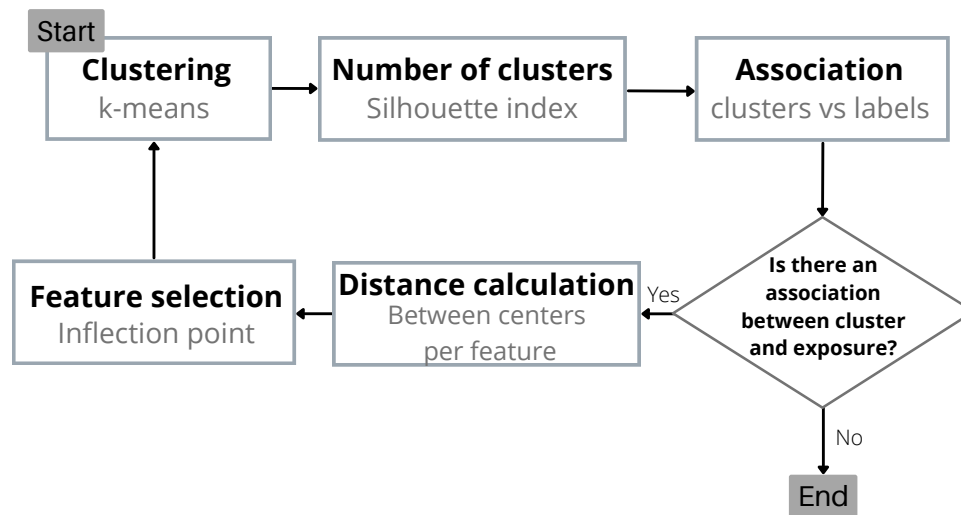 Start
Clustering
k-means
Number of clusters
Silhouette index
Association
clusters vs labels
Is there an
association
between cluster
and exposure?
Yes
No
End
Distance calculation
Between centers
per feature
Feature selection
Inflection point